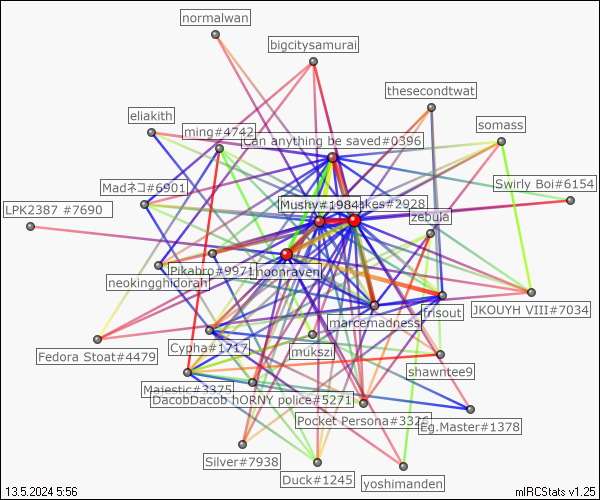 normalwan
bigcitysamurai
thesecondtwat
eliakith
ming#4742
Can anything be saved#0396
somass
Madネコ#6901
Swirly Boi#6154
Mushy#1984
akes#2928
LPK2387 #7690
zebula
Pikabro#9971
hoonraven
neokingghidorah
frisout
JKOUYH VIII#7034
marcemadness
Cypha#1717
mukszi
Fedora Stoat#4479
shawntee9
Majestic#3375
DacobDacob hORNY police#5271
Pocket Persona#3326
Eg.Master#1378
Silver#7938
Duck#1245
yoshimanden
13.5.2024 5:56
mIRCStats v1.25